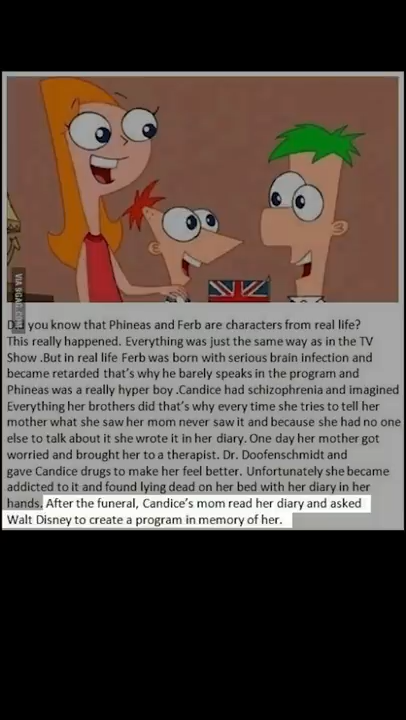 VIA 9GAG.COM
Did you know that Phineas and Ferb are characters from real life?
This really happened. Everything was just the same way as in the TV
Show .But in real life Ferb was born with serious brain infection and
became retarded that's why he barely speaks in the program and
Phineas was a really hyper boy .Candice had schizophrenia and imagined
Everything her brothers did that's why every time she tries to tell her
mother what she saw her mom never saw it and because she had no one
else to talk about it she wrote it in her diary. One day her mother got
worried and brought her to a therapist. Dr. Doofenschmidt and
gave Candice drugs to make her feel better. Unfortunately she became
addicted to it and found lying dead on her bed with her diary in her
hands. After the funeral, Candice's mom read her diary and asked
Walt Disney to create a program in memory of her.